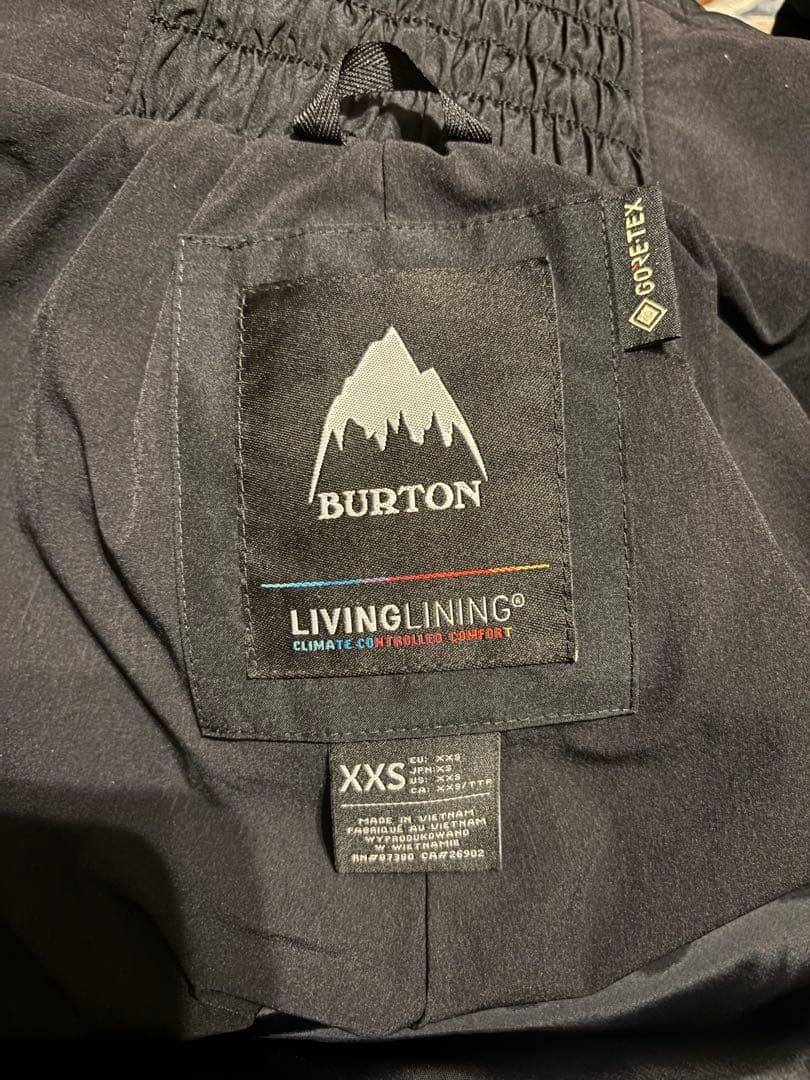 GORE-TEX
BURTON
LIVINGLINING®
CLIMATE CONTROLLED COMFORT
XXS
EU: XXS
JPN: XS
US: XXS
CA: XXS/TTP
MADE IN VIETNAM
FABRIQUÉ AU VIETNAM
WYPRODUKOWANO
W WIETNAMIE
RN#87380 CA#26902